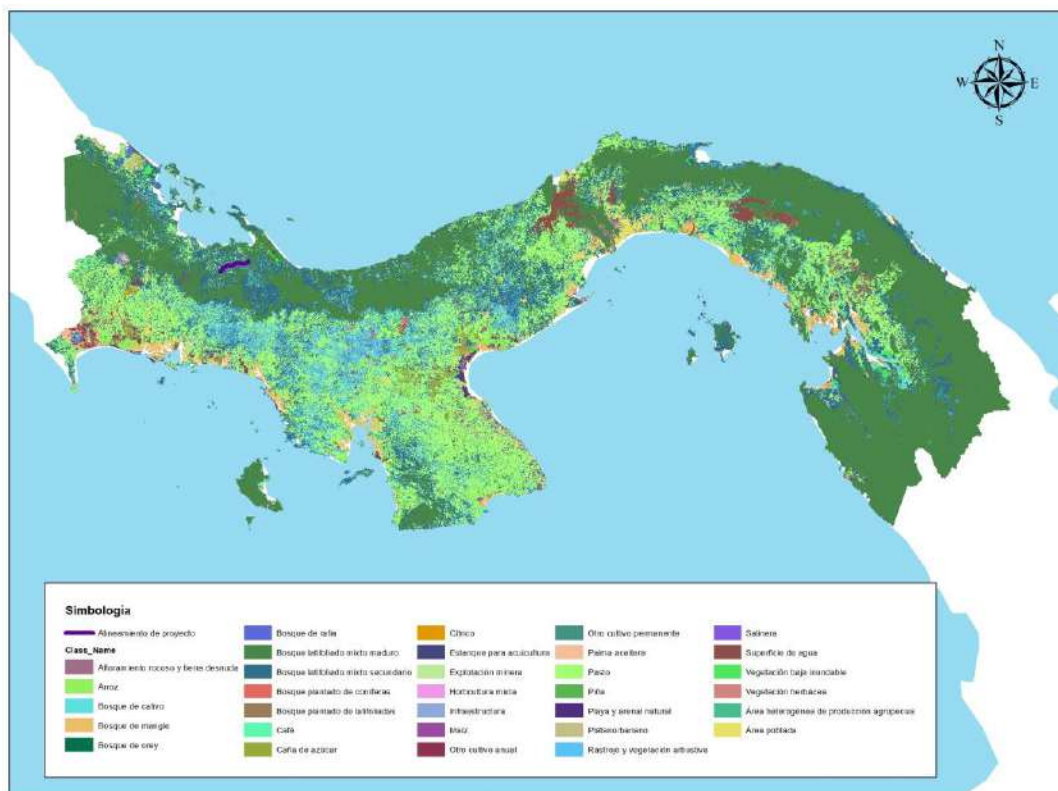 N
W E
S
Simbología
Alineamiento de proyecto
Class_Name
Afloramiento rocoso y tierra desnuda
Arroz
Bosque de cativo
Bosque de mangle
Bosque de orey
Bosque de rafia
Bosque latifoliado mixto maduro
Bosque latifoliado mixto secundario
Bosque plantado de coníferas
Bosque plantado de latifoliadas
Café
Caña de azúcar
Cítrico
Estanque para acuicultura
Explotación minera
Horticultura mixta
Infraestructura
Maíz
Otro cultivo anual
Otro cultivo permanente
Palma aceitera
Pasto
Piña
Playa y arenal natural
Plátano/banano
Rastrojo y vegetación arbustiva
Salinera
Superficie de agua
Vegetación baja inundable
Vegetación herbácea
Área heterogénea de producción agropecuaria
Área poblada